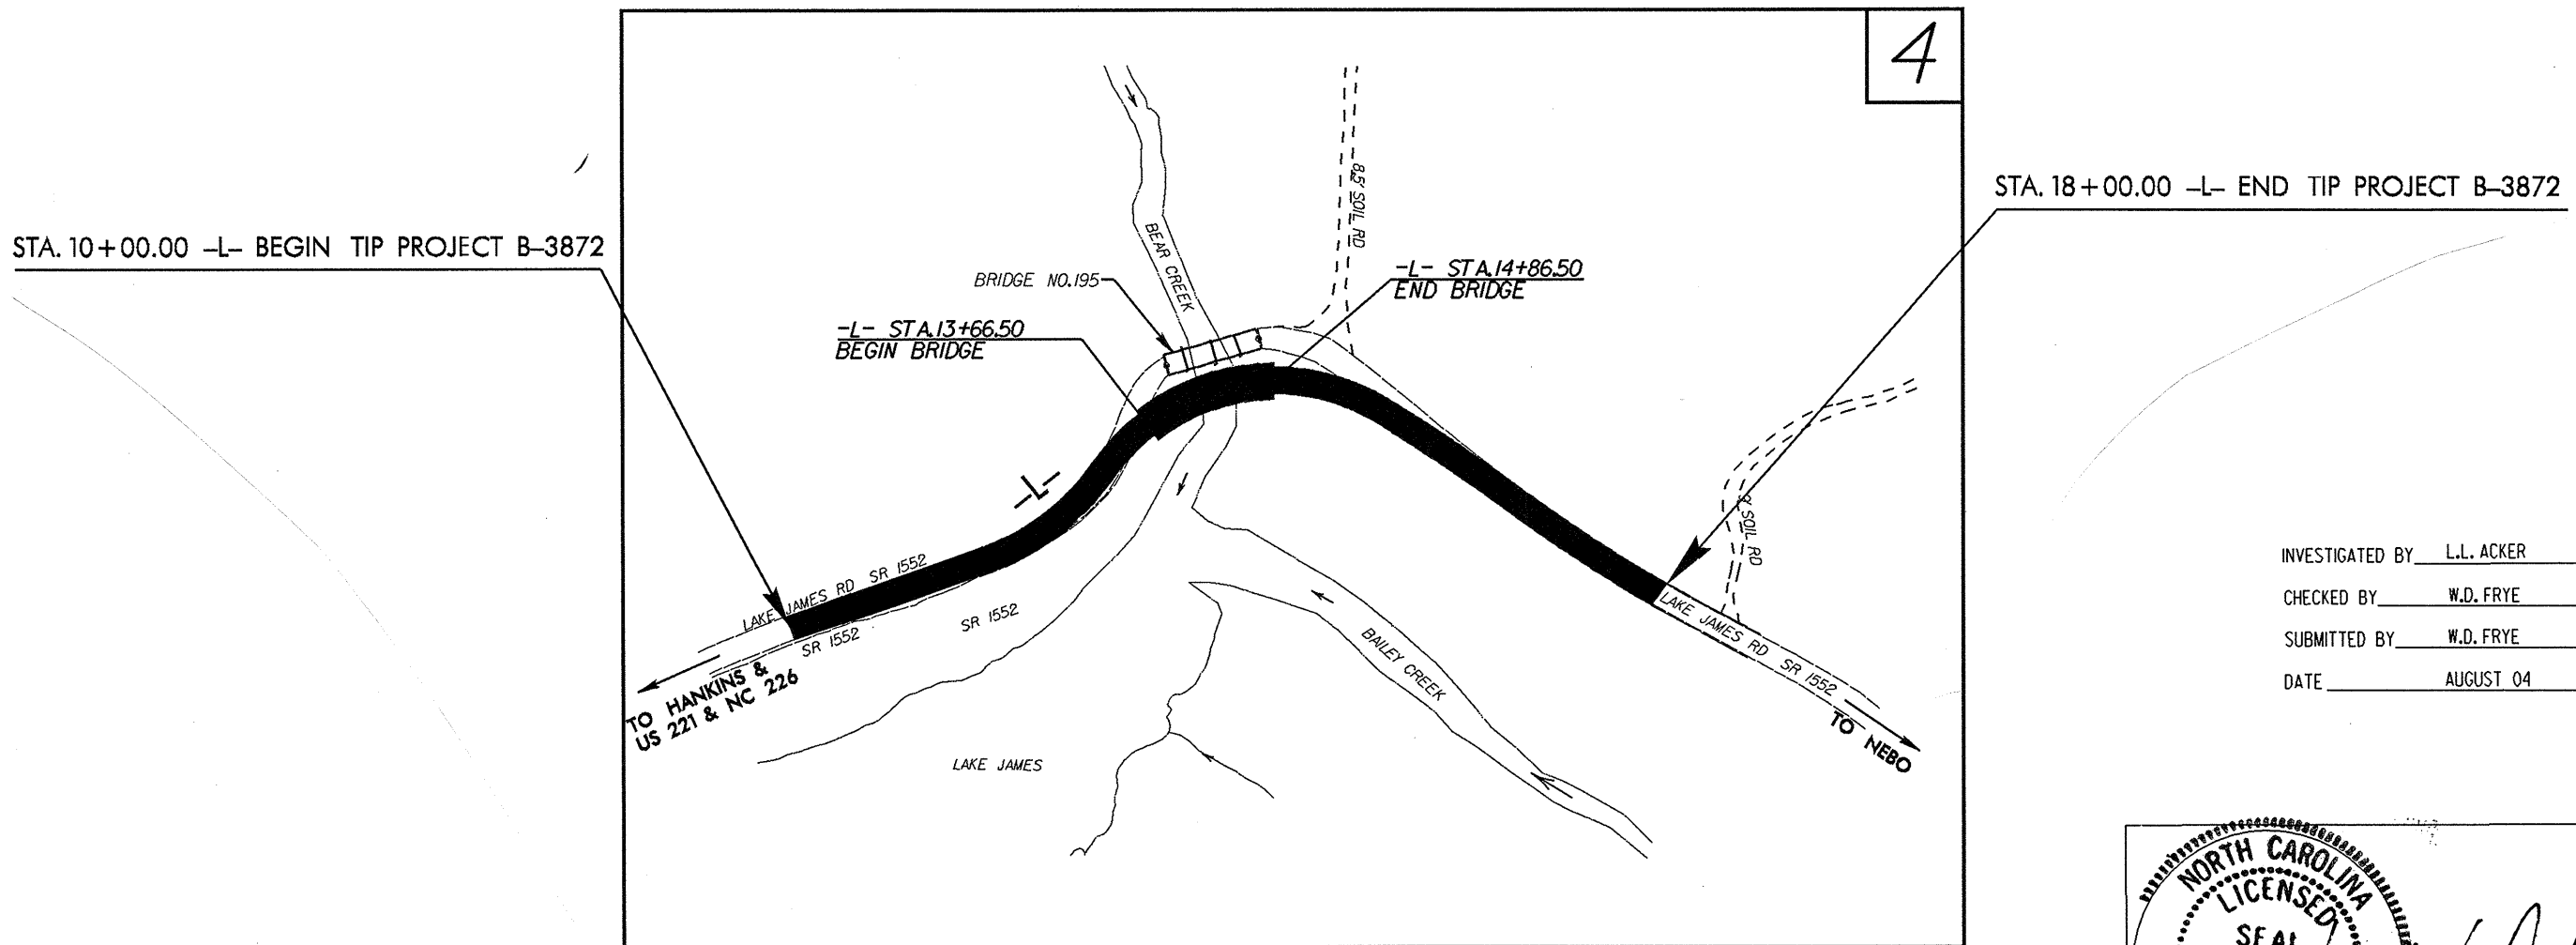 4
STA. 10+00.00 -L- BEGIN TIP PROJECT B-3872
STA. 18+00.00 -L- END TIP PROJECT B-3872
BEAR CREEK
8.5' SOIL RD
BRIDGE NO.195
-L- STA.14+86.50
END BRIDGE
-L- STA.13+66.50
BEGIN BRIDGE
-L-
9' SOIL RD
LAKE JAMES RD SR 1552
SR 1552
SR 1552
LAKE JAMES RD SR 1552
BAILEY CREEK
TO HANKINS &
US 221 & NC 226
TO NEBO
LAKE JAMES
INVESTIGATED BY L.L. ACKER
CHECKED BY W.D. FRYE
SUBMITTED BY W.D. FRYE
DATE AUGUST 04
NORTH CAROLINA
LICENSED
SEAL